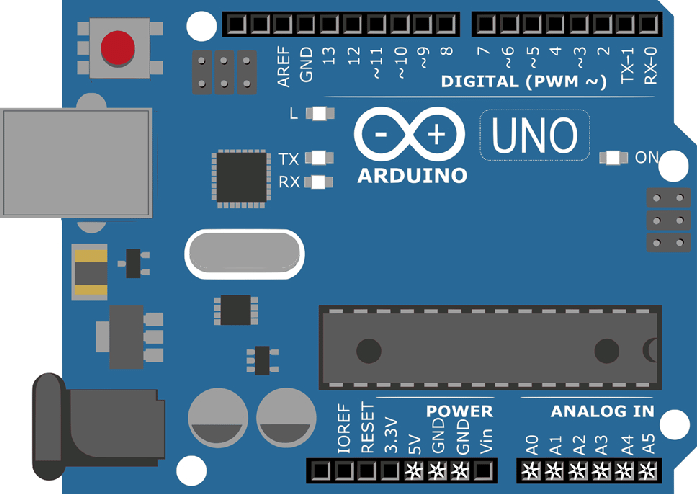 AREF
GND
13
12
~11
~10
~9
8
7
~6
~5
4
~3
2
TX-1
RX-0
DIGITAL (PWM ~)
L
TX
RX
- +
ARDUINO
UNO
ON
POWER
ANALOG IN
IOREF
RESET
3.3V
5V
GND
GND
Vin
A0
A1
A2
A3
A4
A5